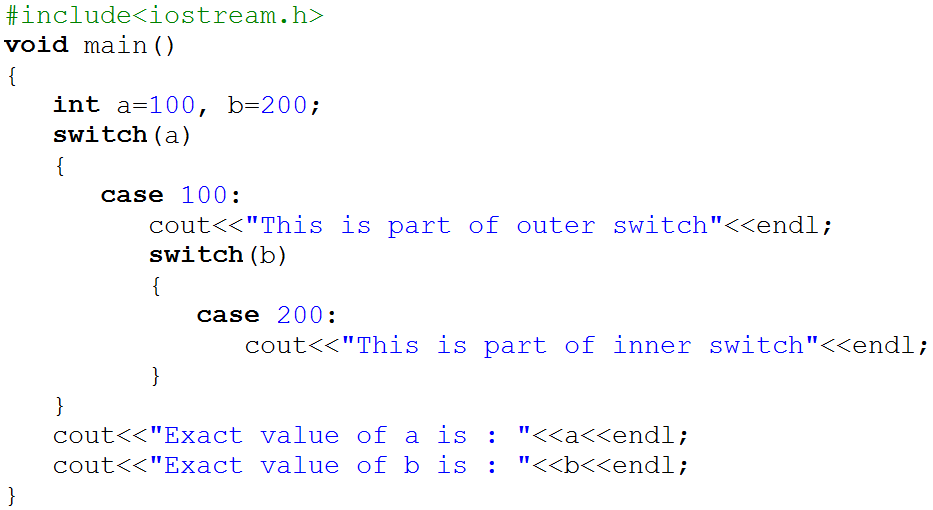 #include<iostream.h>
void main()
{
   int a=100, b=200;
   switch(a)
   {
      case 100:
         cout<<"This is part of outer switch"<<endl;
         switch(b)
         {
            case 200:
               cout<<"This is part of inner switch"<<endl;
         }
   }
   cout<<"Exact value of a is : "<<a<<endl;
   cout<<"Exact value of b is : "<<b<<endl;
}